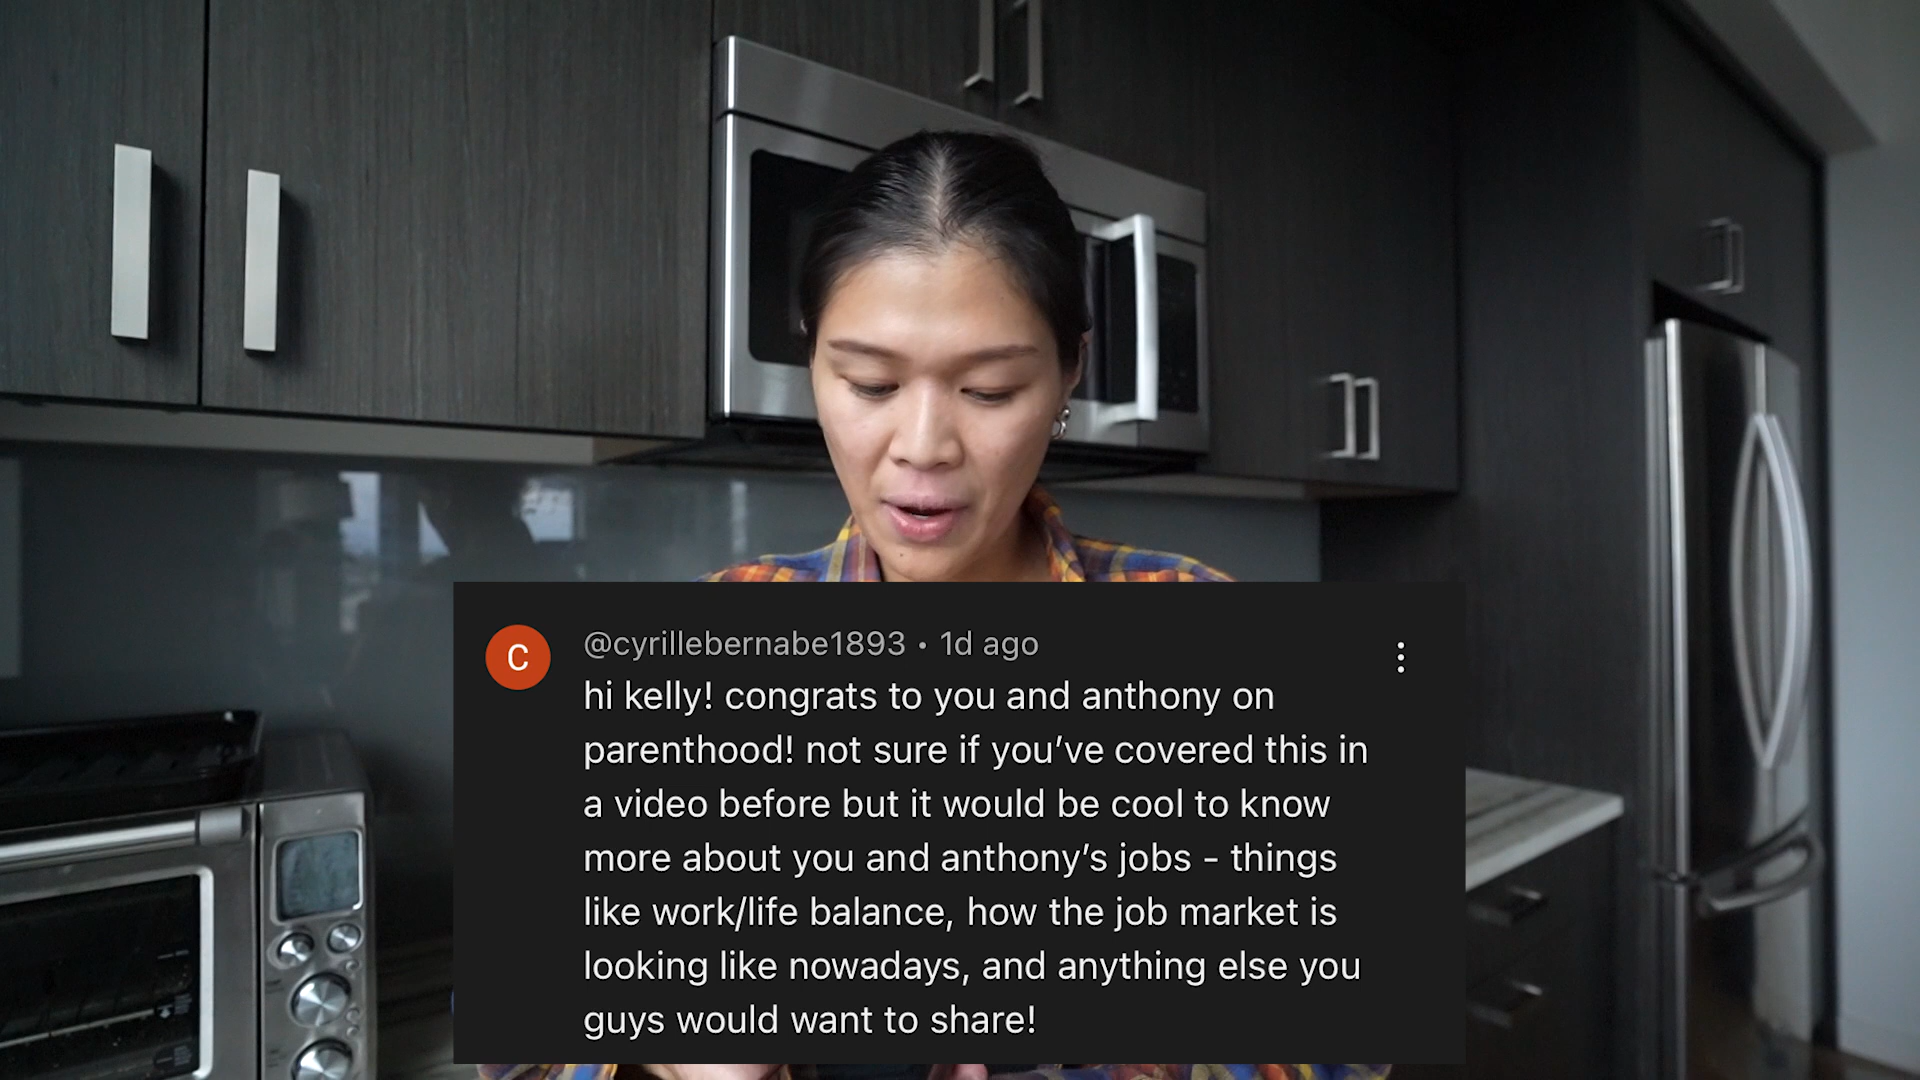 C
@cyrillebernabe1893 • 1d ago
hi kelly! congrats to you and anthony on
parenthood! not sure if you’ve covered this in
a video before but it would be cool to know
more about you and anthony’s jobs - things
like work/life balance, how the job market is
looking like nowadays, and anything else you
guys would want to share!